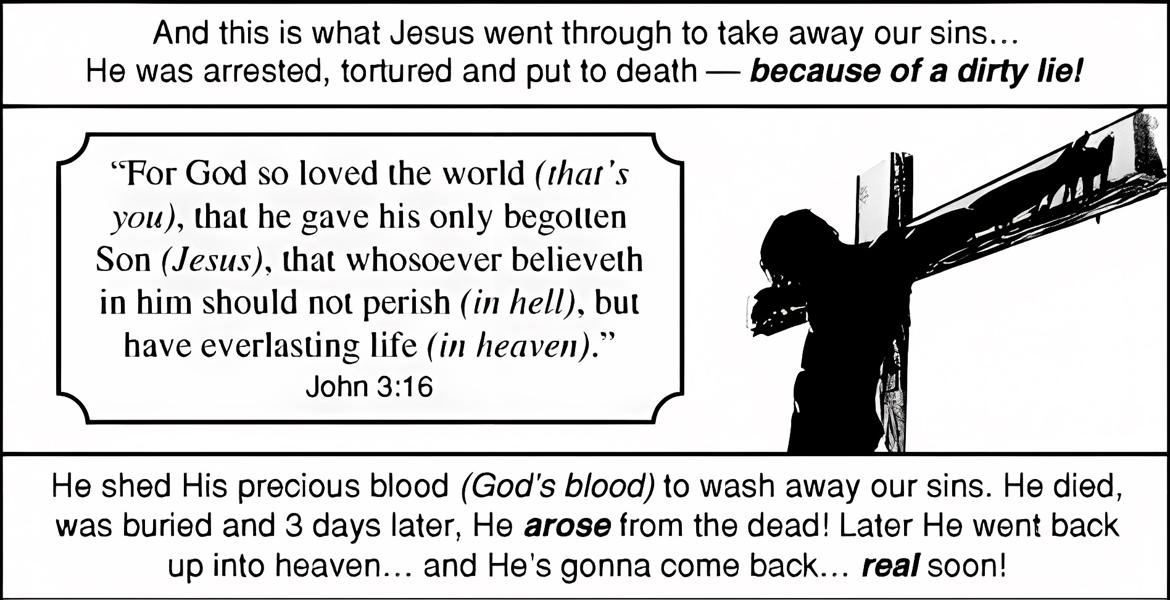 And this is what Jesus went through to take away our sins...
He was arrested, tortured and put to death — because of a dirty lie!
“For God so loved the world (that's
you), that he gave his only begotten
Son (Jesus), that whosoever believeth
in him should not perish (in hell), but
have everlasting life (in heaven).”
John 3:16
He shed His precious blood (God's blood) to wash away our sins. He died,
was buried and 3 days later, He arose from the dead! Later He went back
up into heaven... and He's gonna come back... real soon!